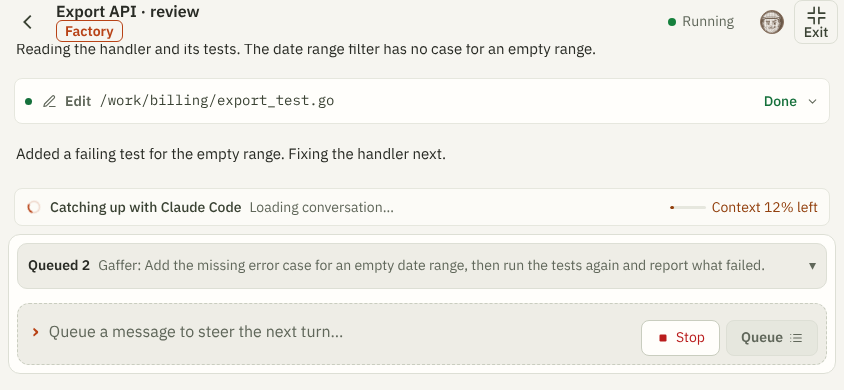 Export API · review
Factory
Running
Exit
Reading the handler and its tests. The date range filter has no case for an empty range.
Edit /work/billing/export_test.go
Done
Added a failing test for the empty range. Fixing the handler next.
Catching up with Claude Code Loading conversation...
Context 12% left
Queued 2 Gaffer: Add the missing error case for an empty date range, then run the tests again and report what failed.
Queue a message to steer the next turn...
Stop
Queue